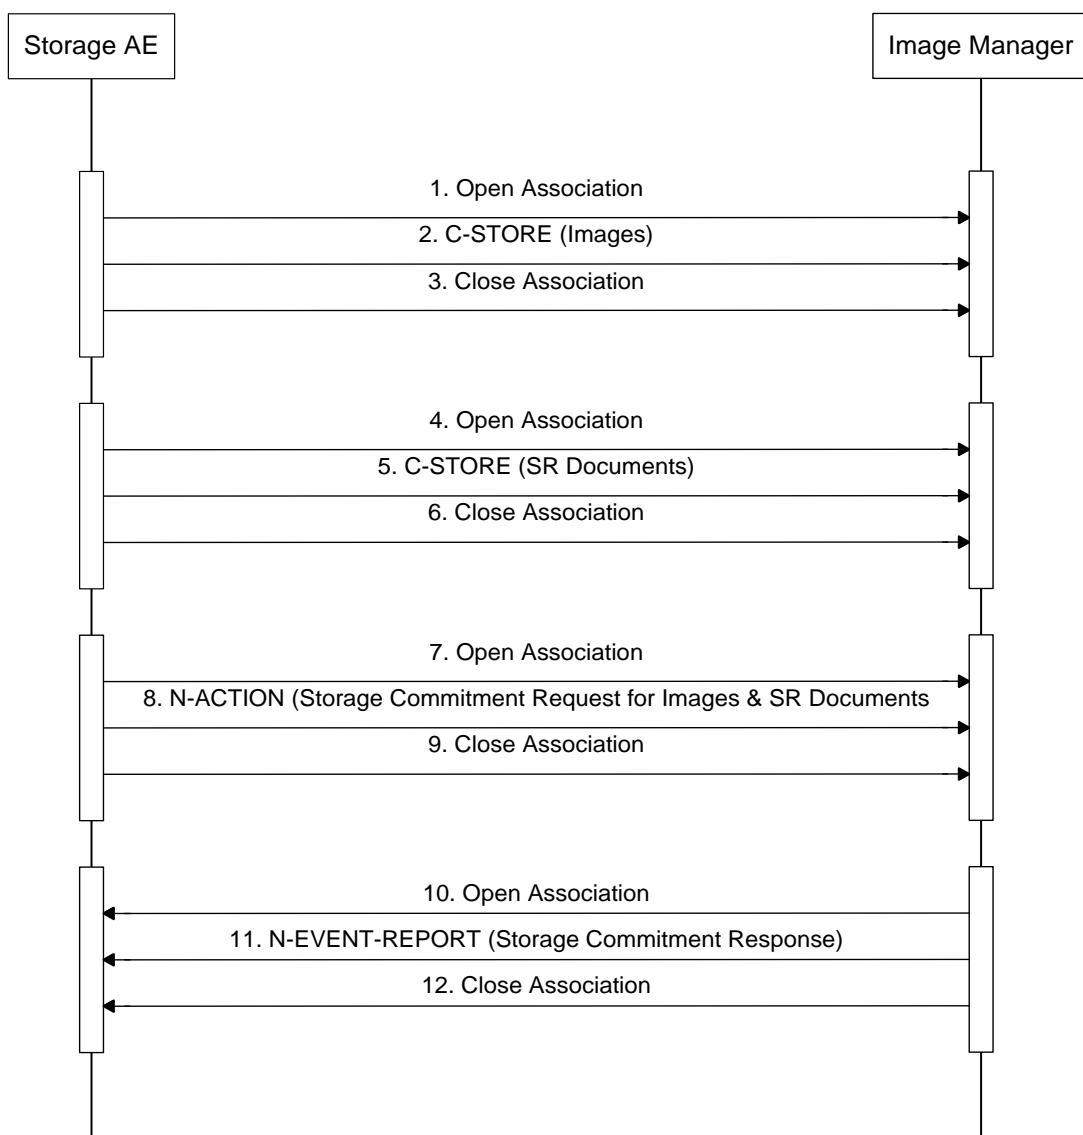 Storage AE
Image Manager
1. Open Association
2. C-STORE (Images)
3. Close Association
4. Open Association
5. C-STORE (SR Documents)
6. Close Association
7. Open Association
8. N-ACTION (Storage Commitment Request for Images & SR Documents
9. Close Association
10. Open Association
11. N-EVENT-REPORT (Storage Commitment Response)
12. Close Association